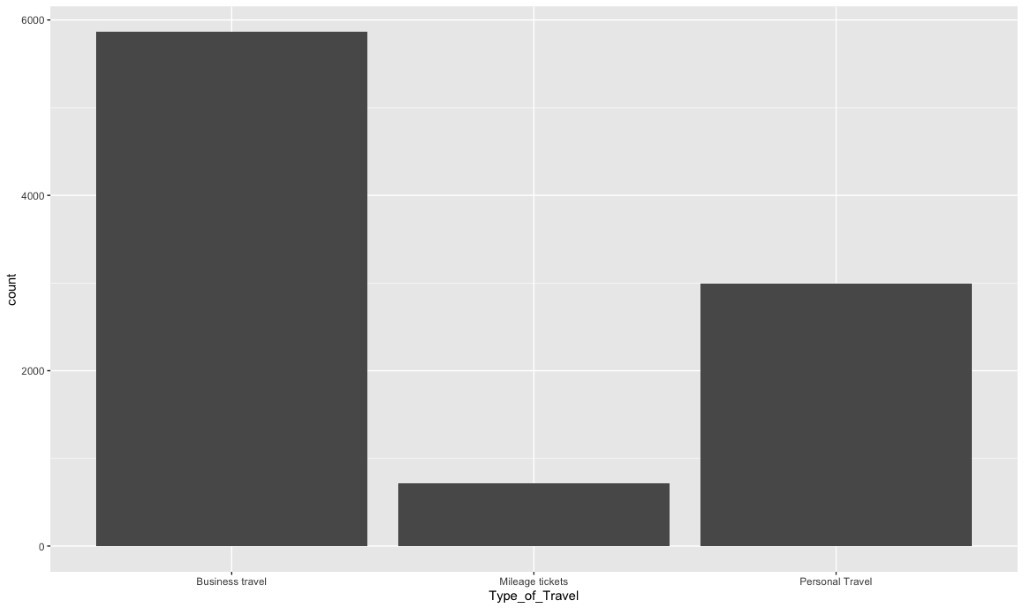 6000
4000
2000
0
count
Business travel
Mileage tickets
Personal Travel
Type_of_Travel